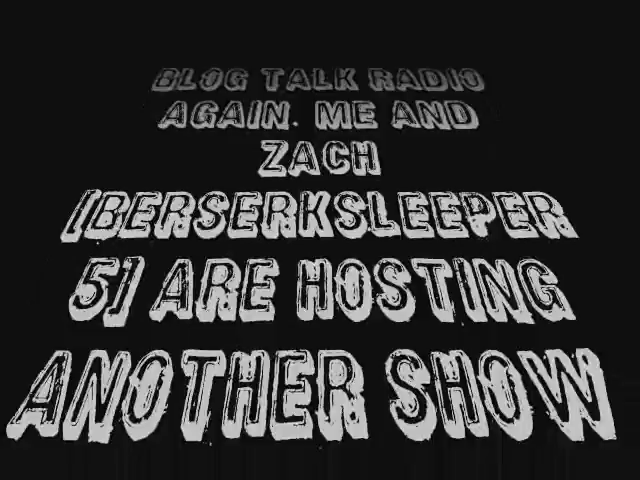 BLOG TALK RADIO
AGAIN. ME AND
ZACH
[BERSERKSLEEPER
5] ARE HOSTING
ANOTHER SHOW